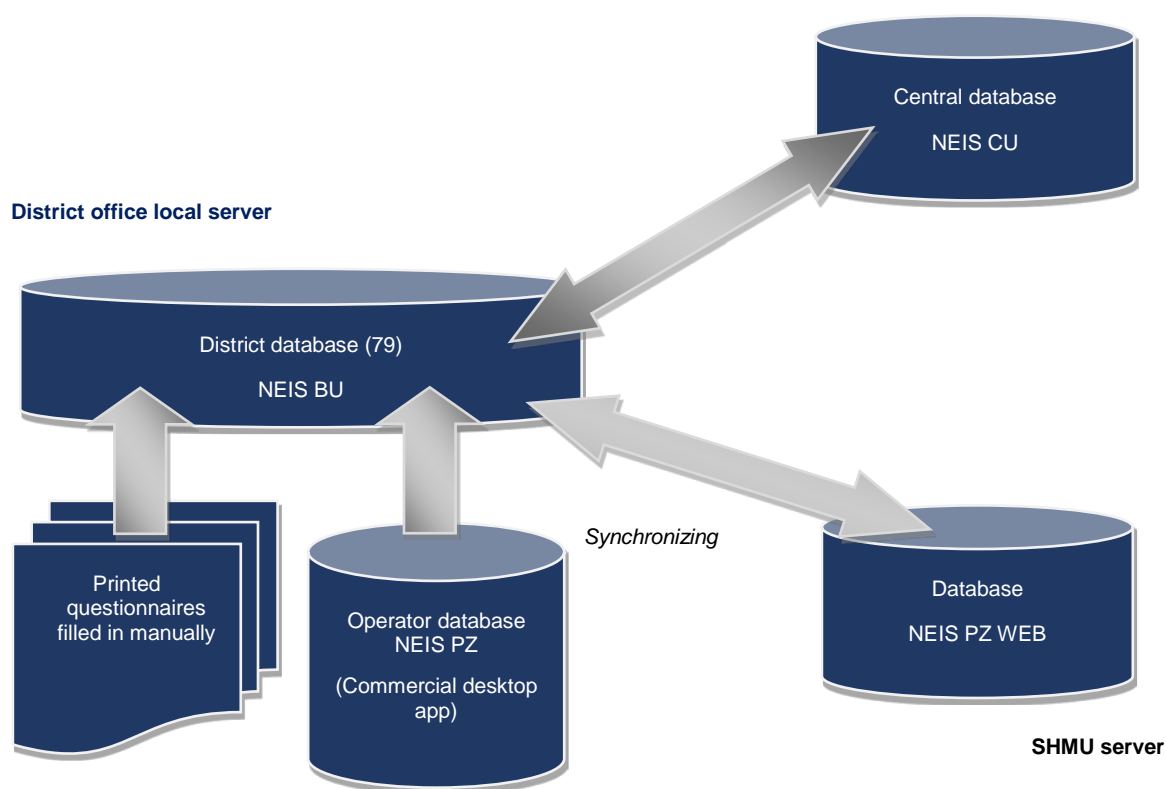 Central database
NEIS CU
District office local server
District database (79)
NEIS BU
Synchronizing
Printed
questionnaires
filled in manually
Operator database
NEIS PZ
(Commercial desktop
app)
Database
NEIS PZ WEB
SHMU server